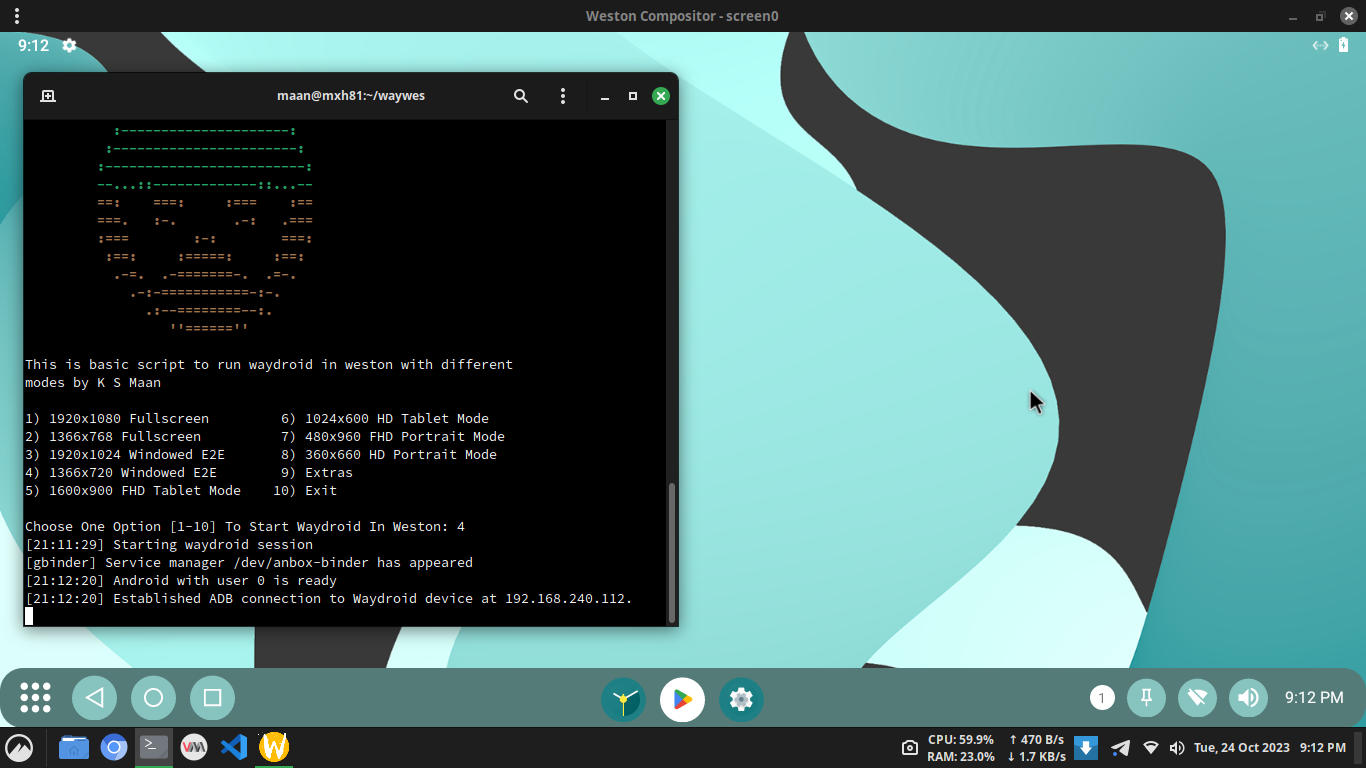 Weston Compositor - screen0
9:12
maan@mxh81:~/waywes
:---------------------:
:-----------------------:
:-------------------------:
--...::-------------::...--
==:    ===:     :===    :==
===.   :-.       .-:   .===
:===        :-:        ===:
:==:     :=====:     :==:
.-=.  .-=======-.  .=-.
.-:-===========-:-.
.:--========--:.
''======''
This is basic script to run waydroid in weston with different
modes by K S Maan
1) 1920x1080 Fullscreen         6) 1024x600 HD Tablet Mode
2) 1366x768 Fullscreen          7) 480x960 FHD Portrait Mode
3) 1920x1024 Windowed E2E       8) 360x660 HD Portrait Mode
4) 1366x720 Windowed E2E        9) Extras
5) 1600x900 FHD Tablet Mode    10) Exit
Choose One Option [1-10] To Start Waydroid In Weston: 4
[21:11:29] Starting waydroid session
[gbinder] Service manager /dev/anbox-binder has appeared
[21:12:20] Android with user 0 is ready
[21:12:20] Established ADB connection to Waydroid device at 192.168.240.112.
1
9:12 PM
VM
W
CPU: 59.9% ↑ 470 B/s
RAM: 23.0% ↓ 1.7 KB/s
Tue, 24 Oct 2023 9:12 PM